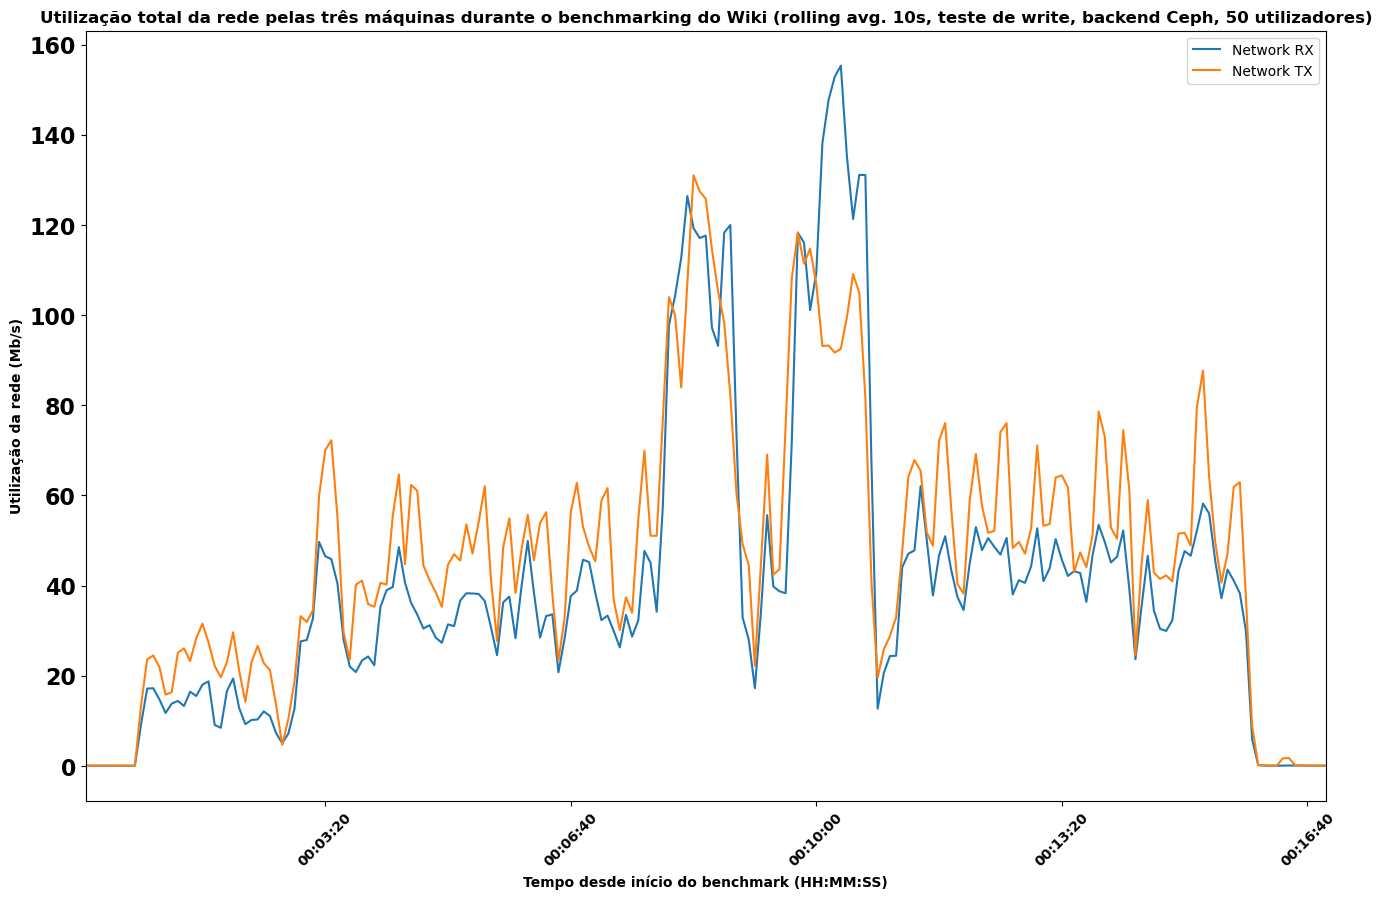 Utilização total da rede pelas três máquinas durante o benchmarking do Wiki (rolling avg. 10s, teste de write, backend Ceph, 50 utilizadores)
Network RX
Network TX
160
140
120
100
80
60
40
20
0
Utilização da rede (Mb/s)
00:03:20
00:06:40
00:10:00
00:13:20
00:16:40
Tempo desde início do benchmark (HH:MM:SS)